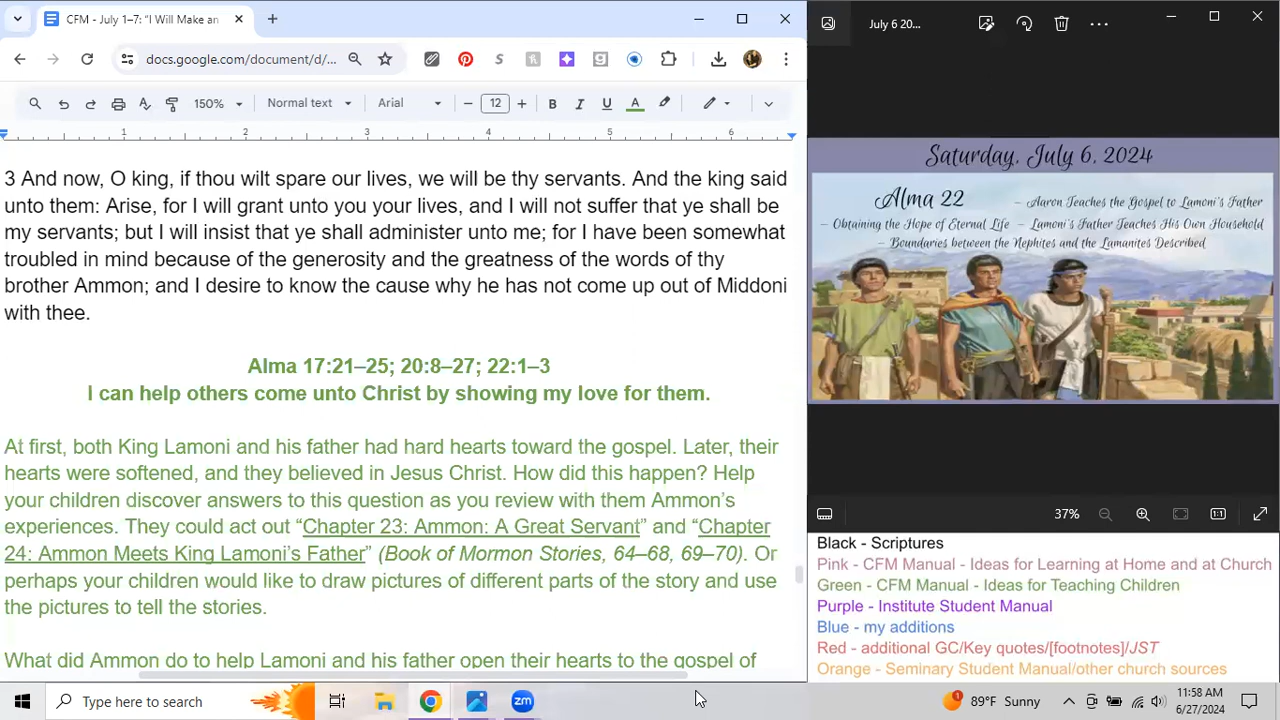 CFM - July 1–7: "I Will Make an
docs.google.com/document/d/...
150%
Normal text
Arial
12
1 2 3 4 5 6
3 And now, O king, if thou wilt spare our lives, we will be thy servants. And the king said
unto them: Arise, for I will grant unto you your lives, and I will not suffer that ye shall be
my servants; but I will insist that ye shall administer unto me; for I have been somewhat
troubled in mind because of the generosity and the greatness of the words of thy
brother Ammon; and I desire to know the cause why he has not come up out of Middoni
with thee.
Alma 17:21–25; 20:8–27; 22:1–3
I can help others come unto Christ by showing my love for them.
At first, both King Lamoni and his father had hard hearts toward the gospel. Later, their
hearts were softened, and they believed in Jesus Christ. How did this happen? Help
your children discover answers to this question as you review with them Ammon's
experiences. They could act out "Chapter 23: Ammon: A Great Servant" and "Chapter
24: Ammon Meets King Lamoni's Father" (Book of Mormon Stories, 64–68, 69–70). Or
perhaps your children would like to draw pictures of different parts of the story and use
the pictures to tell the stories.
What did Ammon do to help Lamoni and his father open their hearts to the gospel of
July 6 20...
Saturday, July 6, 2024
Alma 22
– Aaron Teaches the Gospel to Lamoni's Father
– Obtaining the Hope of Eternal Life – Lamoni's Father Teaches His Own Household
– Boundaries between the Nephites and the Lamanites Described
37%
Black - Scriptures
Pink - CFM Manual - Ideas for Learning at Home and at Church
Green - CFM Manual - Ideas for Teaching Children
Purple - Institute Student Manual
Blue - my additions
Red - additional GC/Key quotes/[footnotes]/JST
Orange - Seminary Student Manual/other church sources
Type here to search
zm
1
89°F Sunny
11:58 AM
6/27/2024